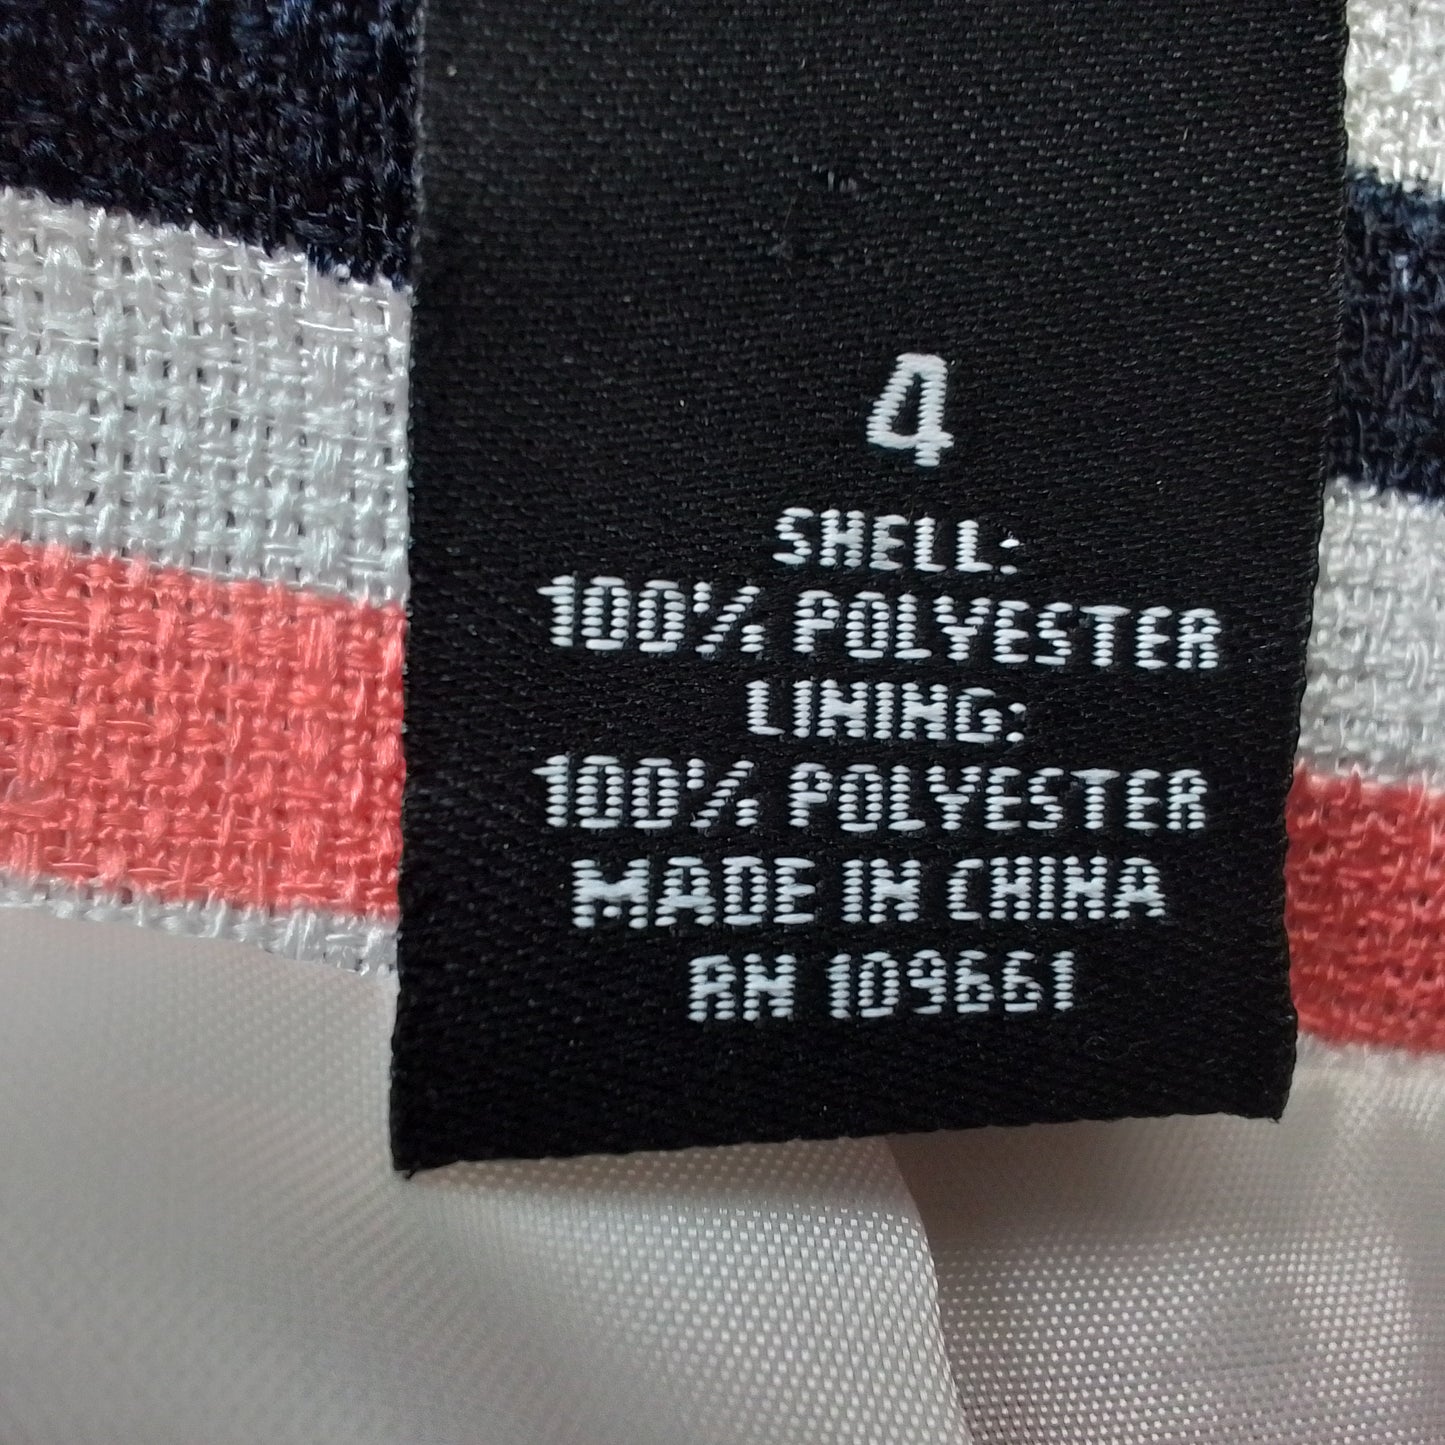 4
SHELL:
100% POLYESTER
LINING:
100% POLYESTER
MADE IN CHINA
RN 109661